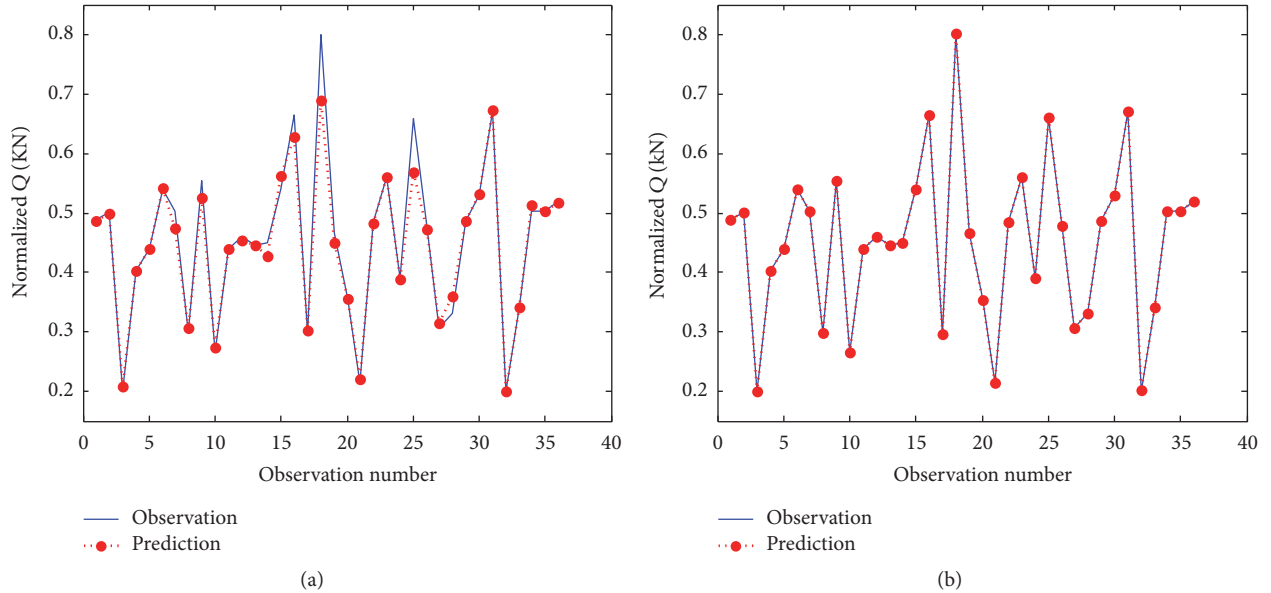 0.8
0.7
0.6
0.5
0.4
0.3
0.2
Normalized Q (KN)
0 5 10 15 20 25 30 35 40
Observation number
Observation
Prediction
(a)
0.8
0.7
0.6
0.5
0.4
0.3
0.2
Normalized Q (kN)
0 5 10 15 20 25 30 35 40
Observation number
Observation
Prediction
(b)